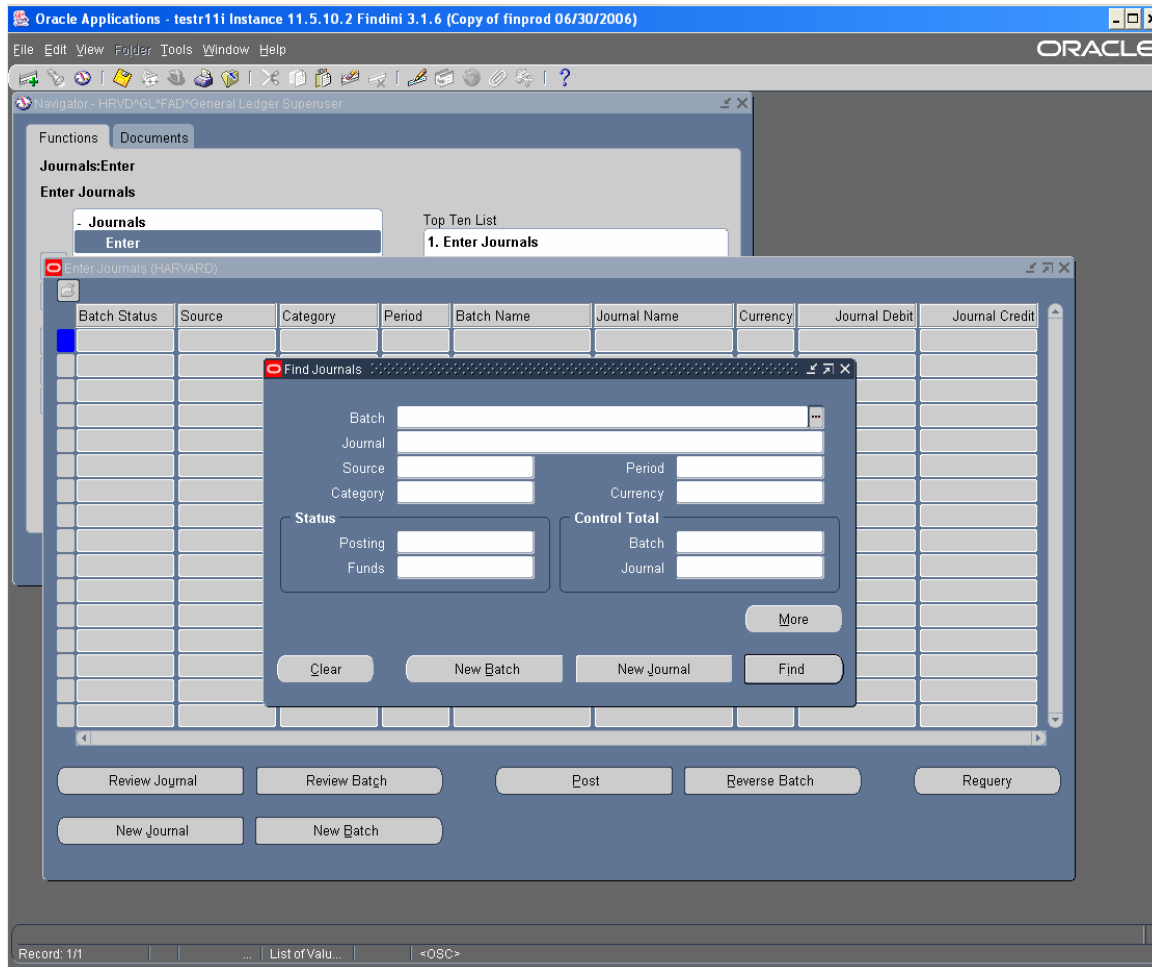 Oracle Applications - testr11i Instance 11.5.10.2 Findini 3.1.6 (Copy of finprod 06/30/2006)
File Edit View Folder Tools Window Help
ORACLE
Navigator - HRVD^GL^FAD^General Ledger Superuser
Functions Documents
Journals:Enter
Enter Journals
- Journals
Enter
Top Ten List
1. Enter Journals
Enter Journals (HARVARD)
Batch Status Source Category Period Batch Name Journal Name Currency Journal Debit Journal Credit
Find Journals
Batch
Journal
Source Period
Category Currency
Status Control Total
Posting Batch
Funds Journal
More
Clear New Batch New Journal Find
Review Journal Review Batch Post Reverse Batch Requery
New Journal New Batch
Record: 1/1 ... List of Valu... <OSC>